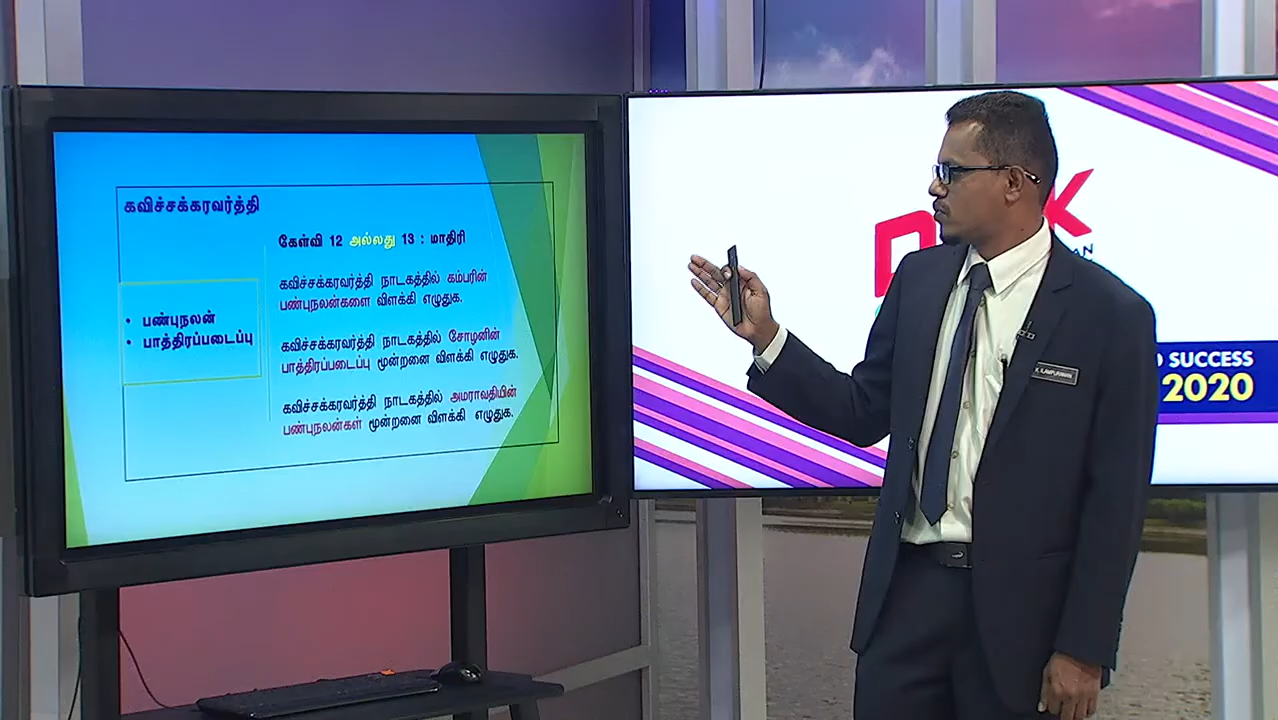 கவிச்சக்கரவர்த்தி
கேள்வி 12 அல்லது 13 : மாதிரி
• பண்புநலன்
• பாத்திரப்படைப்பு
கவிச்சக்கரவர்த்தி நாடகத்தில் கம்பரின்
பண்புநலன்களை விளக்கி எழுதுக.
கவிச்சக்கரவர்த்தி நாடகத்தில் சோழனின்
பாத்திரப்படைப்பு மூன்றனை விளக்கி எழுதுக.
கவிச்சக்கரவர்த்தி நாடகத்தில் அமராவதியின்
பண்புநலன்கள் மூன்றனை விளக்கி எழுதுக.
K
SUCCESS
2020
K. ILAMPURANAN